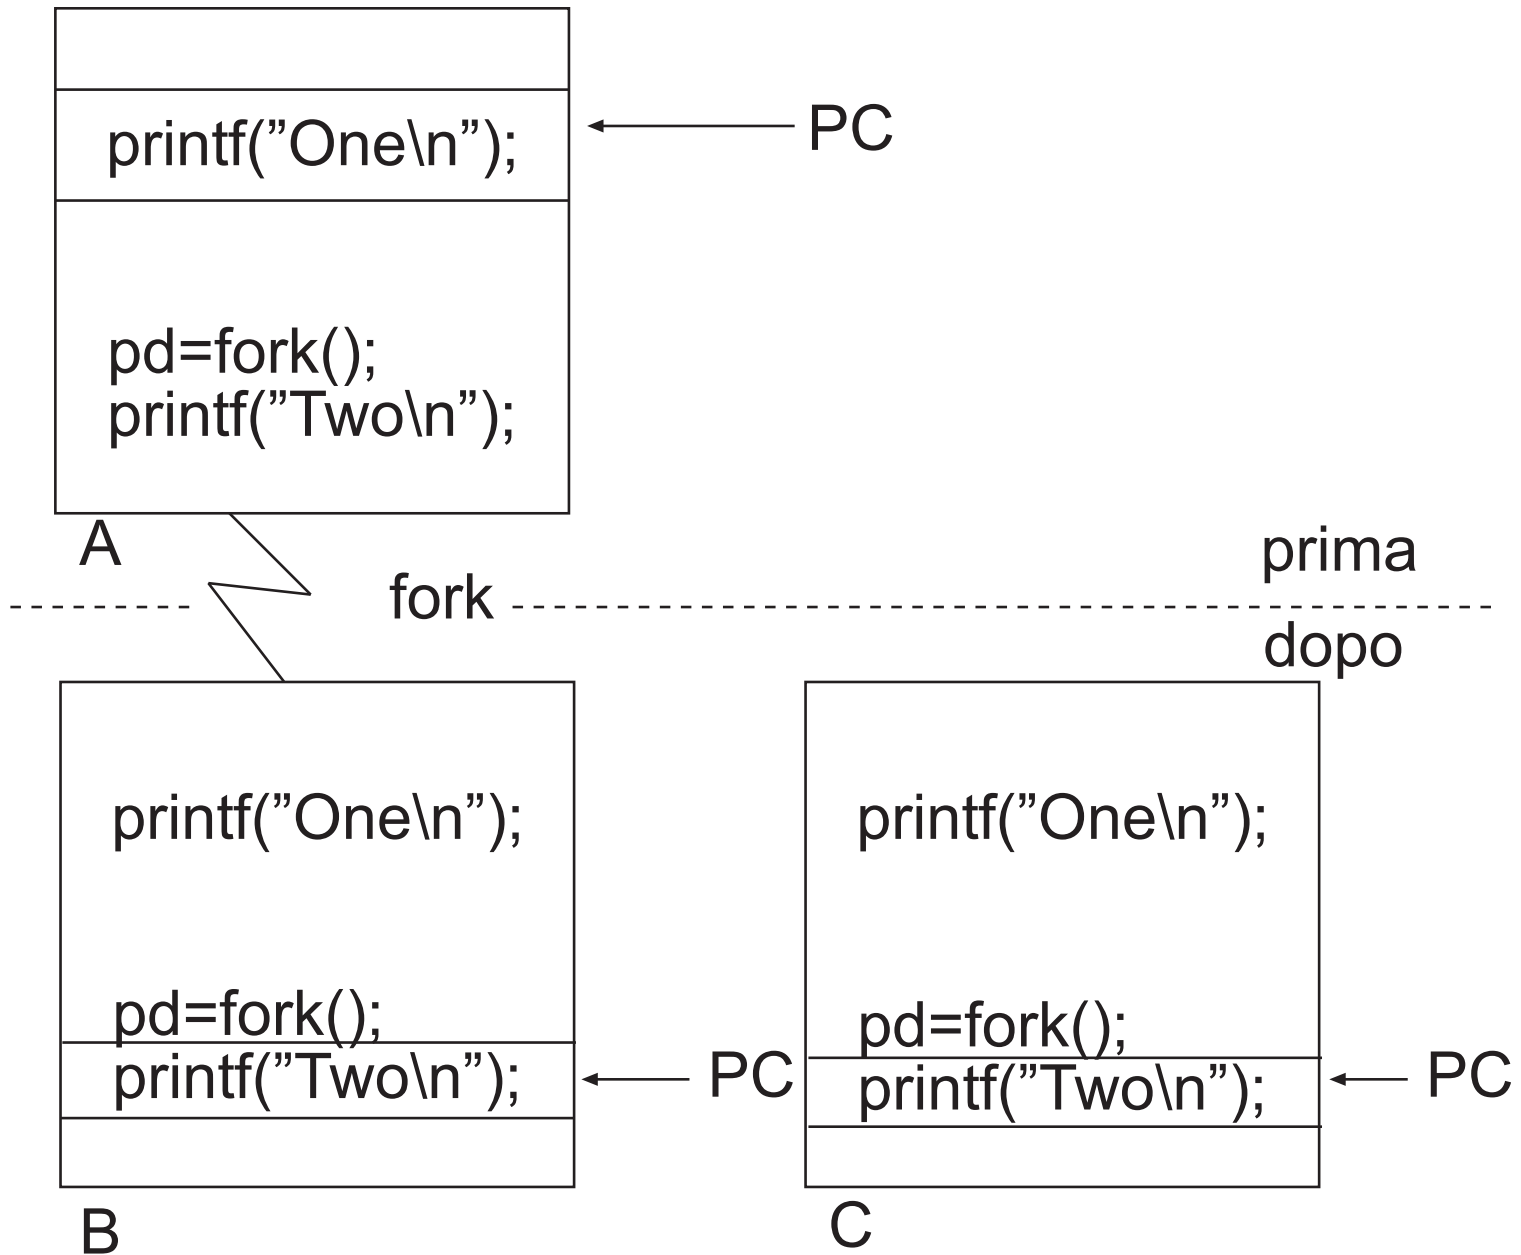 printf(”One\n”);
PC
pd=fork();
printf(”Two\n”);
A
prima
fork
dopo
printf(”One\n”);
pd=fork();
printf(”Two\n”);
PC
B
printf(”One\n”);
pd=fork();
printf(”Two\n”);
PC
C